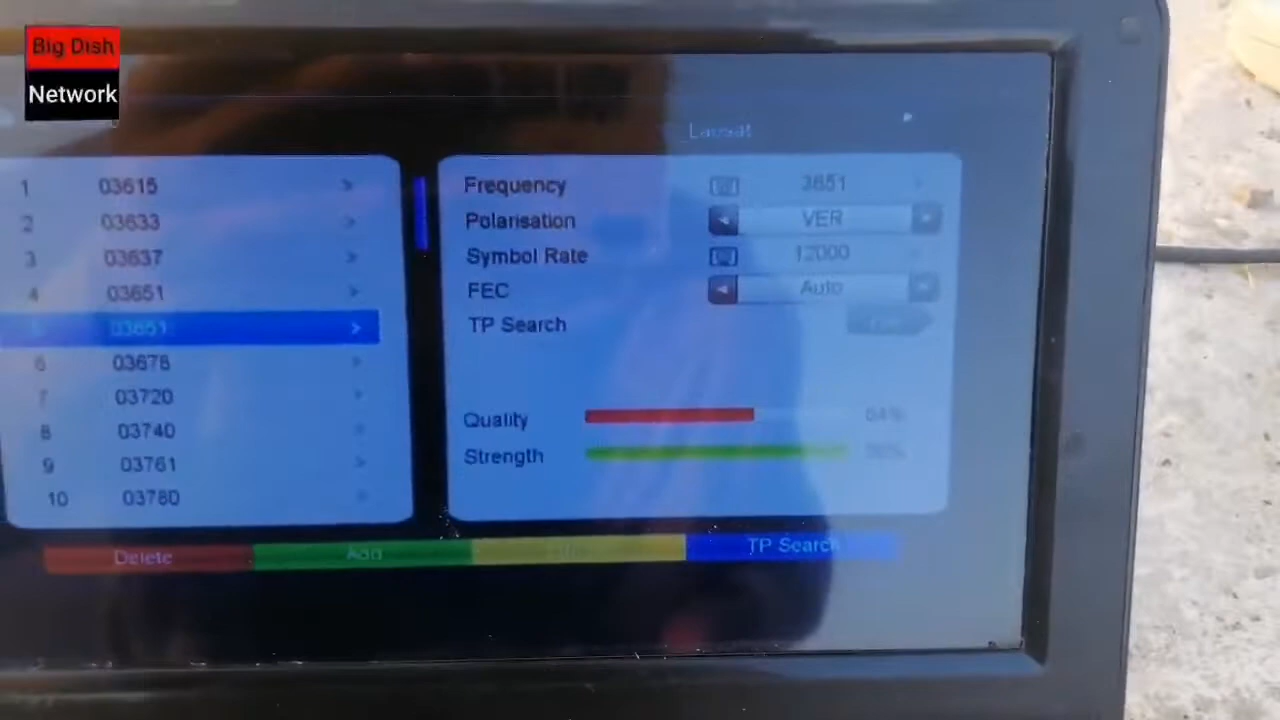 Big Dish
Network
Laosat
1 03615
2 03633
3 03637
4 03651
03651
6 03678
7 03720
8 03740
9 03761
10 03780
Frequency 3651
Polarisation VER
Symbol Rate 12000
FEC Auto
TP Search
Quality 64%
Strength
Delete
Add
TP Search